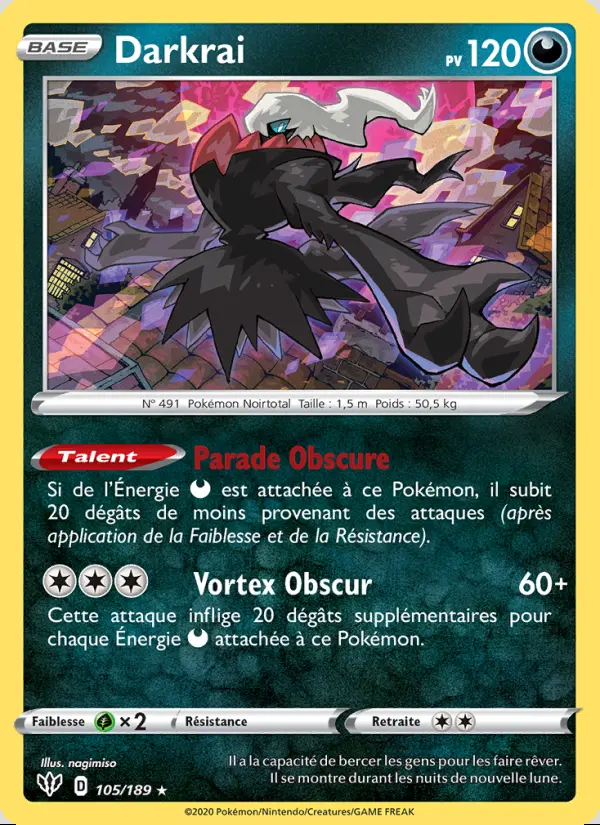 BASE Darkrai PV 120
N° 491 Pokémon Noirtotal Taille : 1,5 m Poids : 50,5 kg
Talent Parade Obscure
Si de l'Énergie est attachée à ce Pokémon, il subit
20 dégâts de moins provenant des attaques (après
application de la Faiblesse et de la Résistance).
Vortex Obscur 60+
Cette attaque inflige 20 dégâts supplémentaires pour
chaque Énergie attachée à ce Pokémon.
Faiblesse ×2 Résistance Retraite
Illus. nagimiso
Il a la capacité de bercer les gens pour les faire rêver.
Il se montre durant les nuits de nouvelle lune.
D 105/189 ★
©2020 Pokémon/Nintendo/Creatures/GAME FREAK